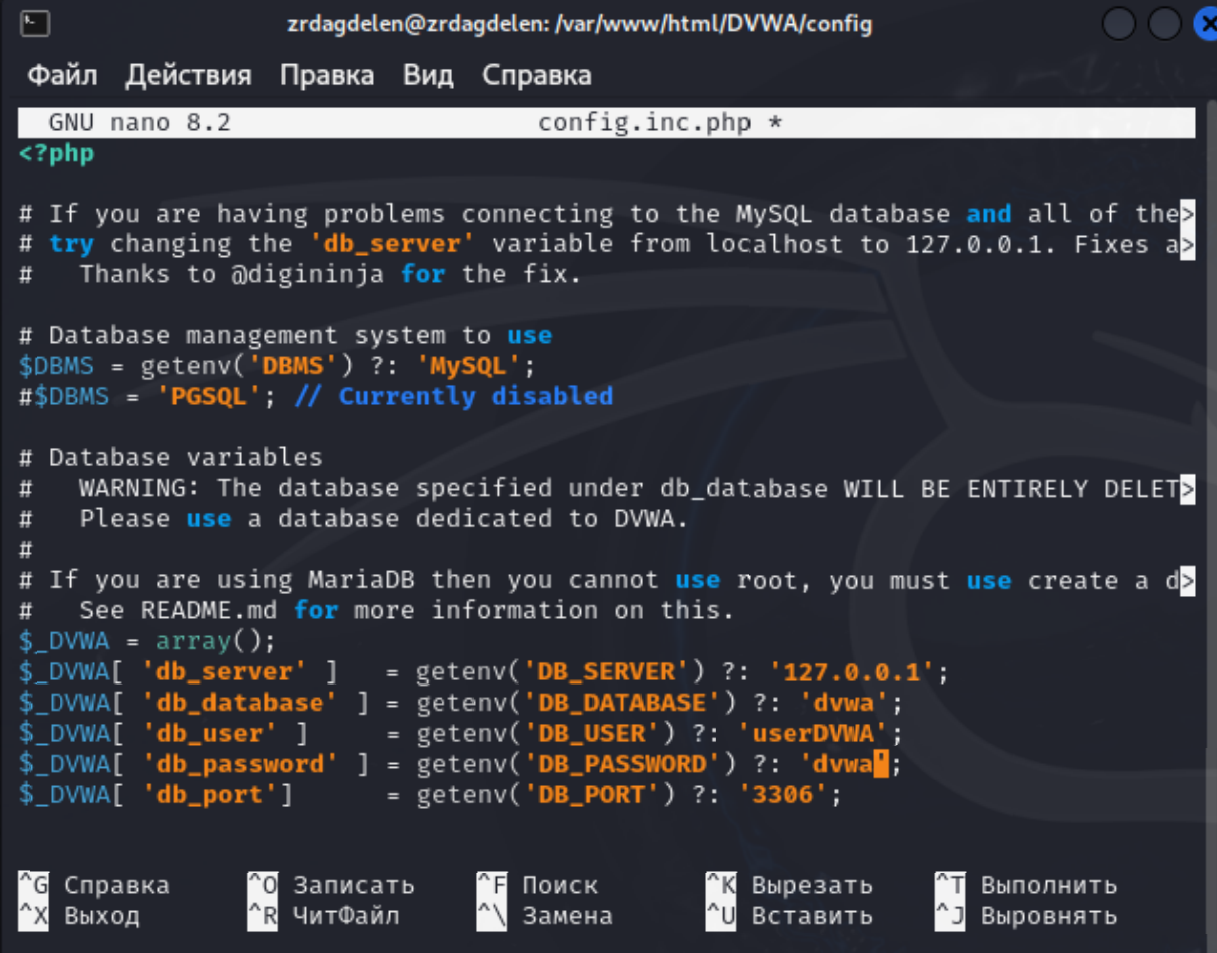 zrdagdelen@zrdagdelen: /var/www/html/DVWA/config
Файл Действия Правка Вид Справка
GNU nano 8.2 config.inc.php *
<?php
# If you are having problems connecting to the MySQL database and all of the>
# try changing the 'db_server' variable from localhost to 127.0.0.1. Fixes a>
#   Thanks to @digininja for the fix.
# Database management system to use
$DBMS = getenv('DBMS') ?: 'MySQL';
#$DBMS = 'PGSQL'; // Currently disabled
# Database variables
#   WARNING: The database specified under db_database WILL BE ENTIRELY DELET>
#   Please use a database dedicated to DVWA.
#
# If you are using MariaDB then you cannot use root, you must use create a d>
#   See README.md for more information on this.
$_DVWA = array();
$_DVWA[ 'db_server' ]   = getenv('DB_SERVER') ?: '127.0.0.1';
$_DVWA[ 'db_database' ] = getenv('DB_DATABASE') ?: 'dvwa';
$_DVWA[ 'db_user' ]     = getenv('DB_USER') ?: 'userDVWA';
$_DVWA[ 'db_password' ] = getenv('DB_PASSWORD') ?: 'dvwa';
$_DVWA[ 'db_port']      = getenv('DB_PORT') ?: '3306';
^G Справка ^O Записать ^F Поиск ^K Вырезать ^T Выполнить
^X Выход ^R ЧитФайл ^\ Замена ^U Вставить ^J Выровнять